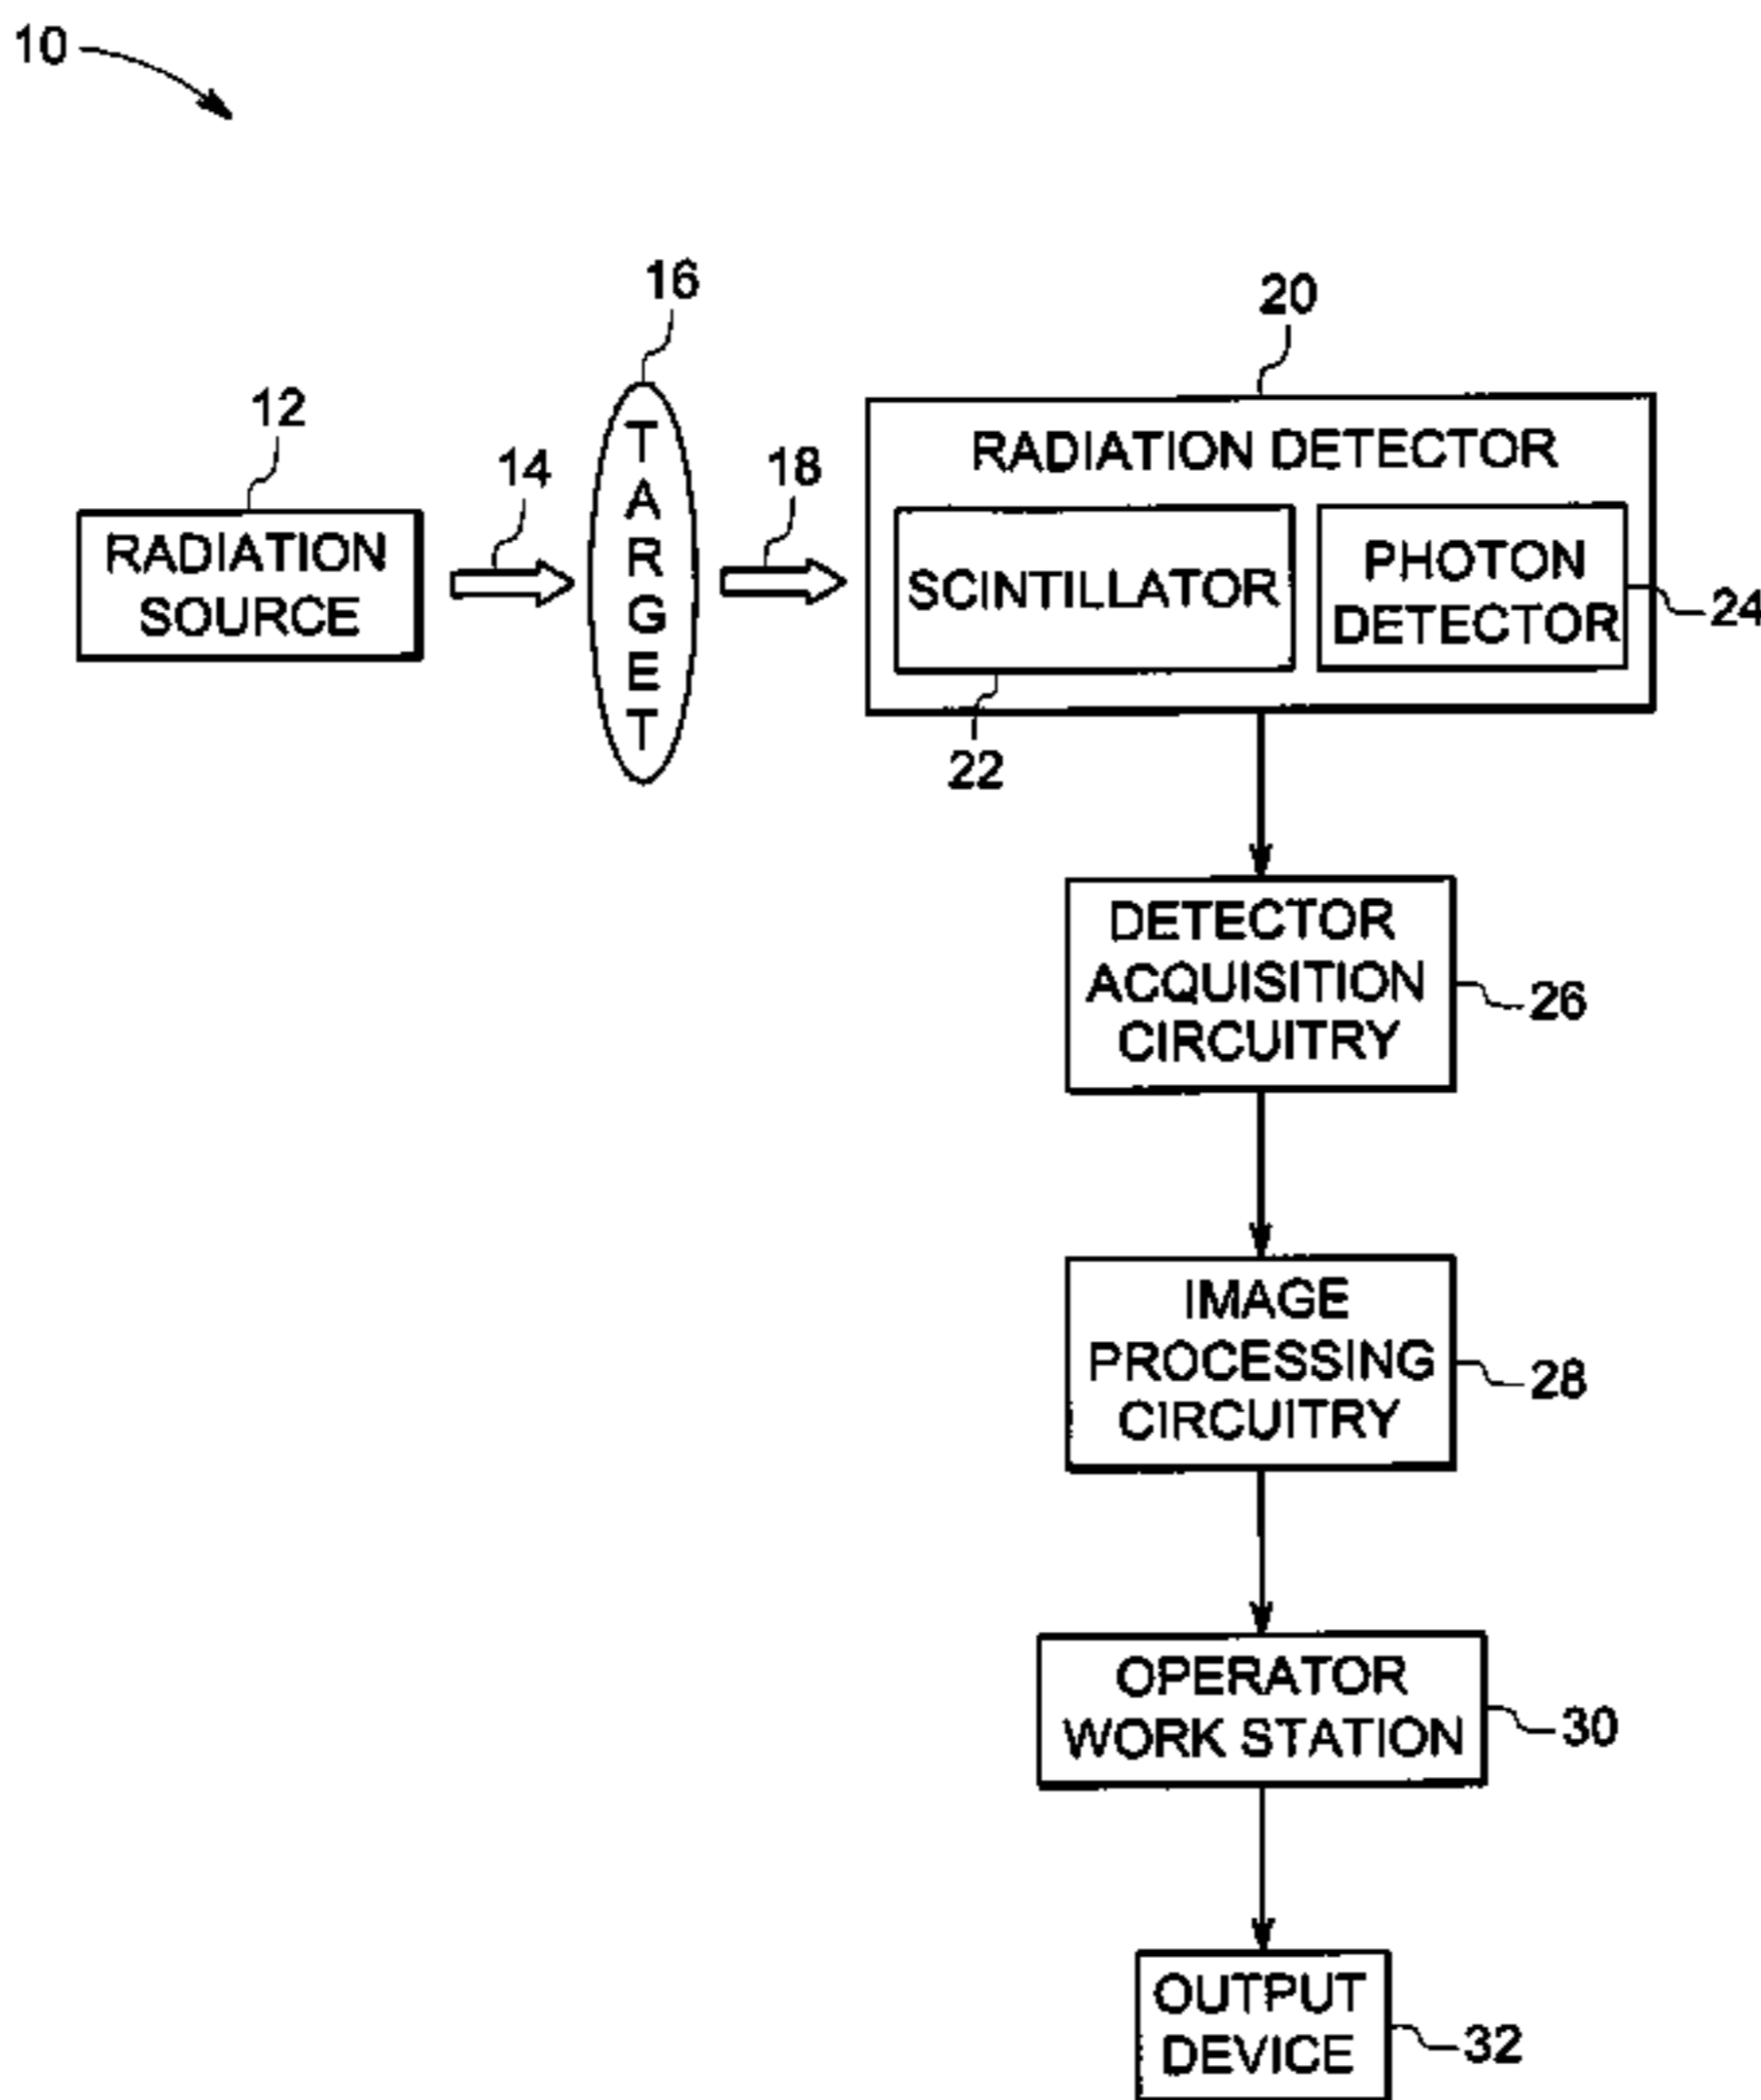 10
16
20
12
14
18
RADIATION DETECTOR
RADIATION
SOURCE
TARGET
SCINTILLATOR
PHOTON
DETECTOR
24
22
DETECTOR
ACQUISITION
CIRCUITRY
26
IMAGE
PROCESSING
CIRCUITRY
28
OPERATOR
WORK STATION
30
OUTPUT
DEVICE
32